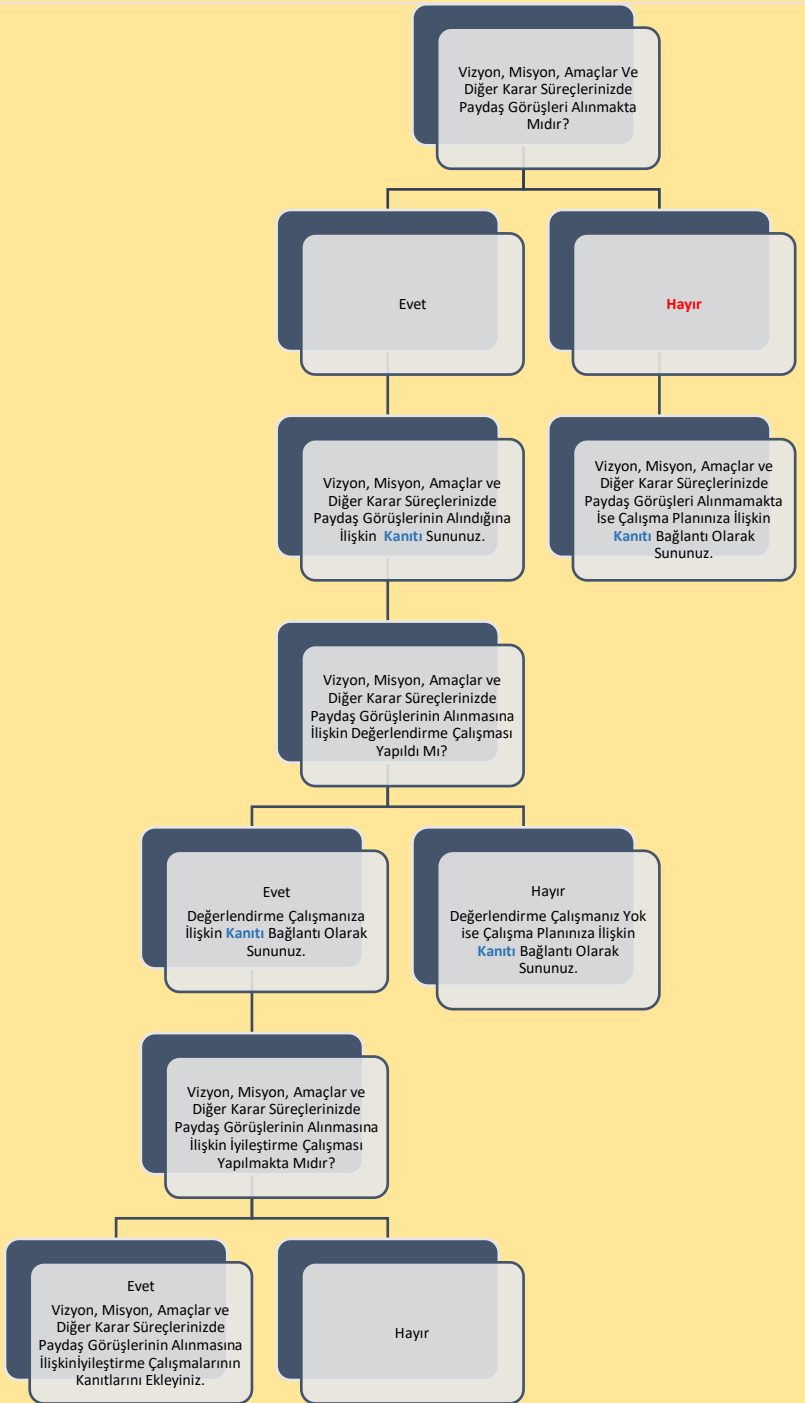 Vizyon, Misyon, Amaçlar Ve
Diğer Karar Süreçlerinizde
Paydaş Görüşleri Alınmakta
Mıdır?
Evet
Hayır
Vizyon, Misyon, Amaçlar ve
Diğer Karar Süreçlerinizde
Paydaş Görüşlerinin Alındığına
İlişkin Kanıtı Sununuz.
Vizyon, Misyon, Amaçlar ve
Diğer Karar Süreçlerinizde
Paydaş Görüşleri Alınmamakta
İse Çalışma Planınıza İlişkin
Kanıtı Bağlantı Olarak
Sununuz.
Vizyon, Misyon, Amaçlar ve
Diğer Karar Süreçlerinizde
Paydaş Görüşlerinin Alınmasına
İlişkin Değerlendirme Çalışması
Yapıldı Mı?
Evet
Değerlendirme Çalışmanıza
İlişkin Kanıtı Bağlantı Olarak
Sununuz.
Hayır
Değerlendirme Çalışmanız Yok
ise Çalışma Planınıza İlişkin
Kanıtı Bağlantı Olarak
Sununuz.
Vizyon, Misyon, Amaçlar ve
Diğer Karar Süreçlerinizde
Paydaş Görüşlerinin Alınmasına
İlişkin İyileştirme Çalışması
Yapılmakta Mıdır?
Evet
Vizyon, Misyon, Amaçlar ve
Diğer Karar Süreçlerinizde
Paydaş Görüşlerinin Alınmasına
İlişkinİyileştirme Çalışmalarının
Kanıtlarını Ekleyiniz.
Hayır